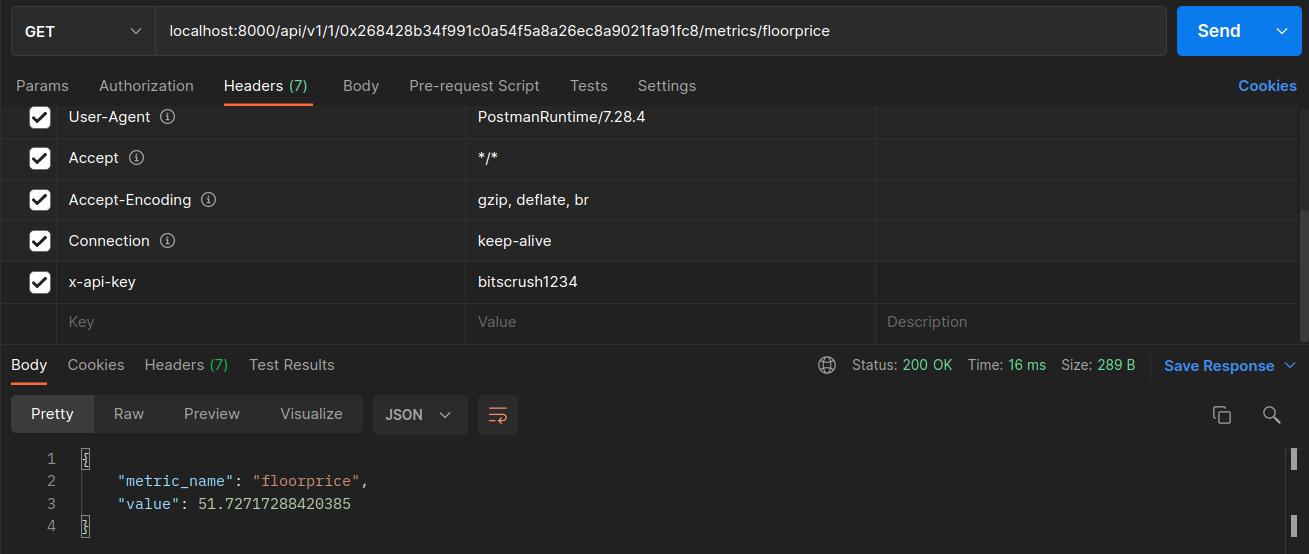 GET localhost:8000/api/v1/1/0x268428b34f991c0a54f5a8a26ec8a9021fa91fc8/metrics/floorprice Send
Params Authorization Headers (7) Body Pre-request Script Tests Settings Cookies
User-Agent PostmanRuntime/7.28.4
Accept */*
Accept-Encoding gzip, deflate, br
Connection keep-alive
x-api-key bitscrush1234
Key Value Description
Body Cookies Headers (7) Test Results Status: 200 OK Time: 16 ms Size: 289 B Save Response
Pretty Raw Preview Visualize JSON
1 {
2 "metric_name": "floorprice",
3 "value": 51.72717288420385
4 }